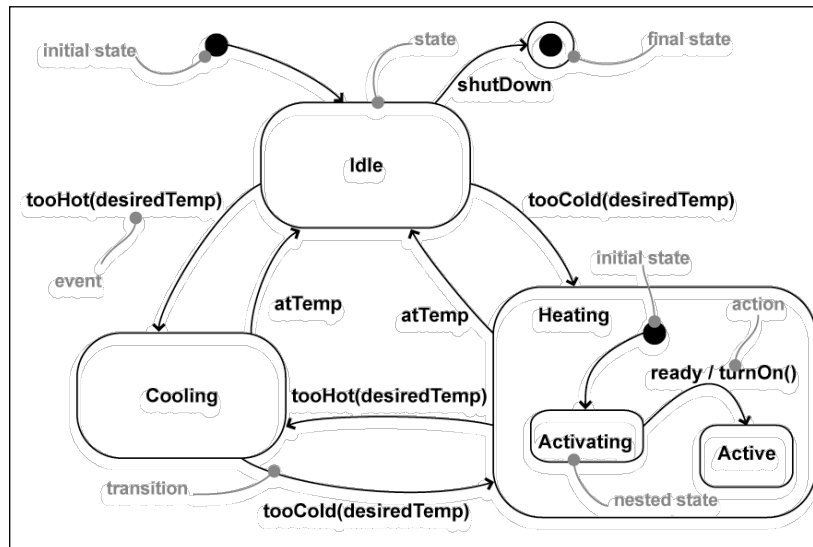 initial state
state
final state
shutDown
Idle
tooHot(desiredTemp)
tooCold(desiredTemp)
event
initial state
atTemp
atTemp
Heating
action
ready / turnOn()
Cooling
tooHot(desiredTemp)
Activating
Active
transition
nested state
tooCold(desiredTemp)